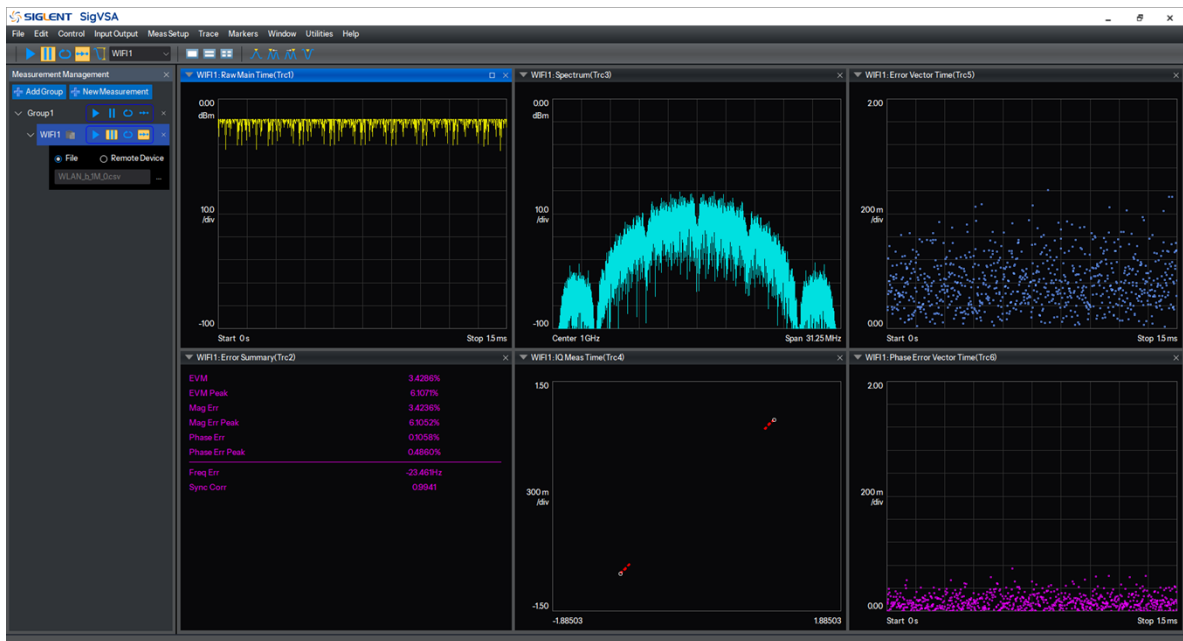 SIGLENT SigVSA
File Edit Control Input Output Meas Setup Trace Markers Window Utilities Help
WIFI1
Measurement Management
Add Group New Measurement
Group1
WIFI1
File Remote Device
WLAN_b_1M_0.csv ...
WIFI1: Raw Main Time(Trc1)
0.00
dBm
10.0
/div
-100
Start 0 s Stop 1.5 ms
WIFI1: Spectrum(Trc3)
0.00
dBm
10.0
/div
-100
Center 1 GHz Span 31.25 MHz
WIFI1: Error Vector Time(Trc5)
2.00
200 m
/div
0.00
Start 0 s Stop 1.5 ms
WIFI1: Error Summary(Trc2)
EVM 3.4286%
EVM Peak 6.1071%
Mag Err 3.4236%
Mag Err Peak 6.1052%
Phase Err 0.1058%
Phase Err Peak 0.4860%
Freq Err -23.461Hz
Sync Corr 0.9941
WIFI1: IQ Meas Time(Trc4)
1.50
300 m
/div
-1.50
-1.88503 1.88503
WIFI1: Phase Error Vector Time(Trc6)
2.00
200 m
/div
0.00
Start 0 s Stop 1.5 ms